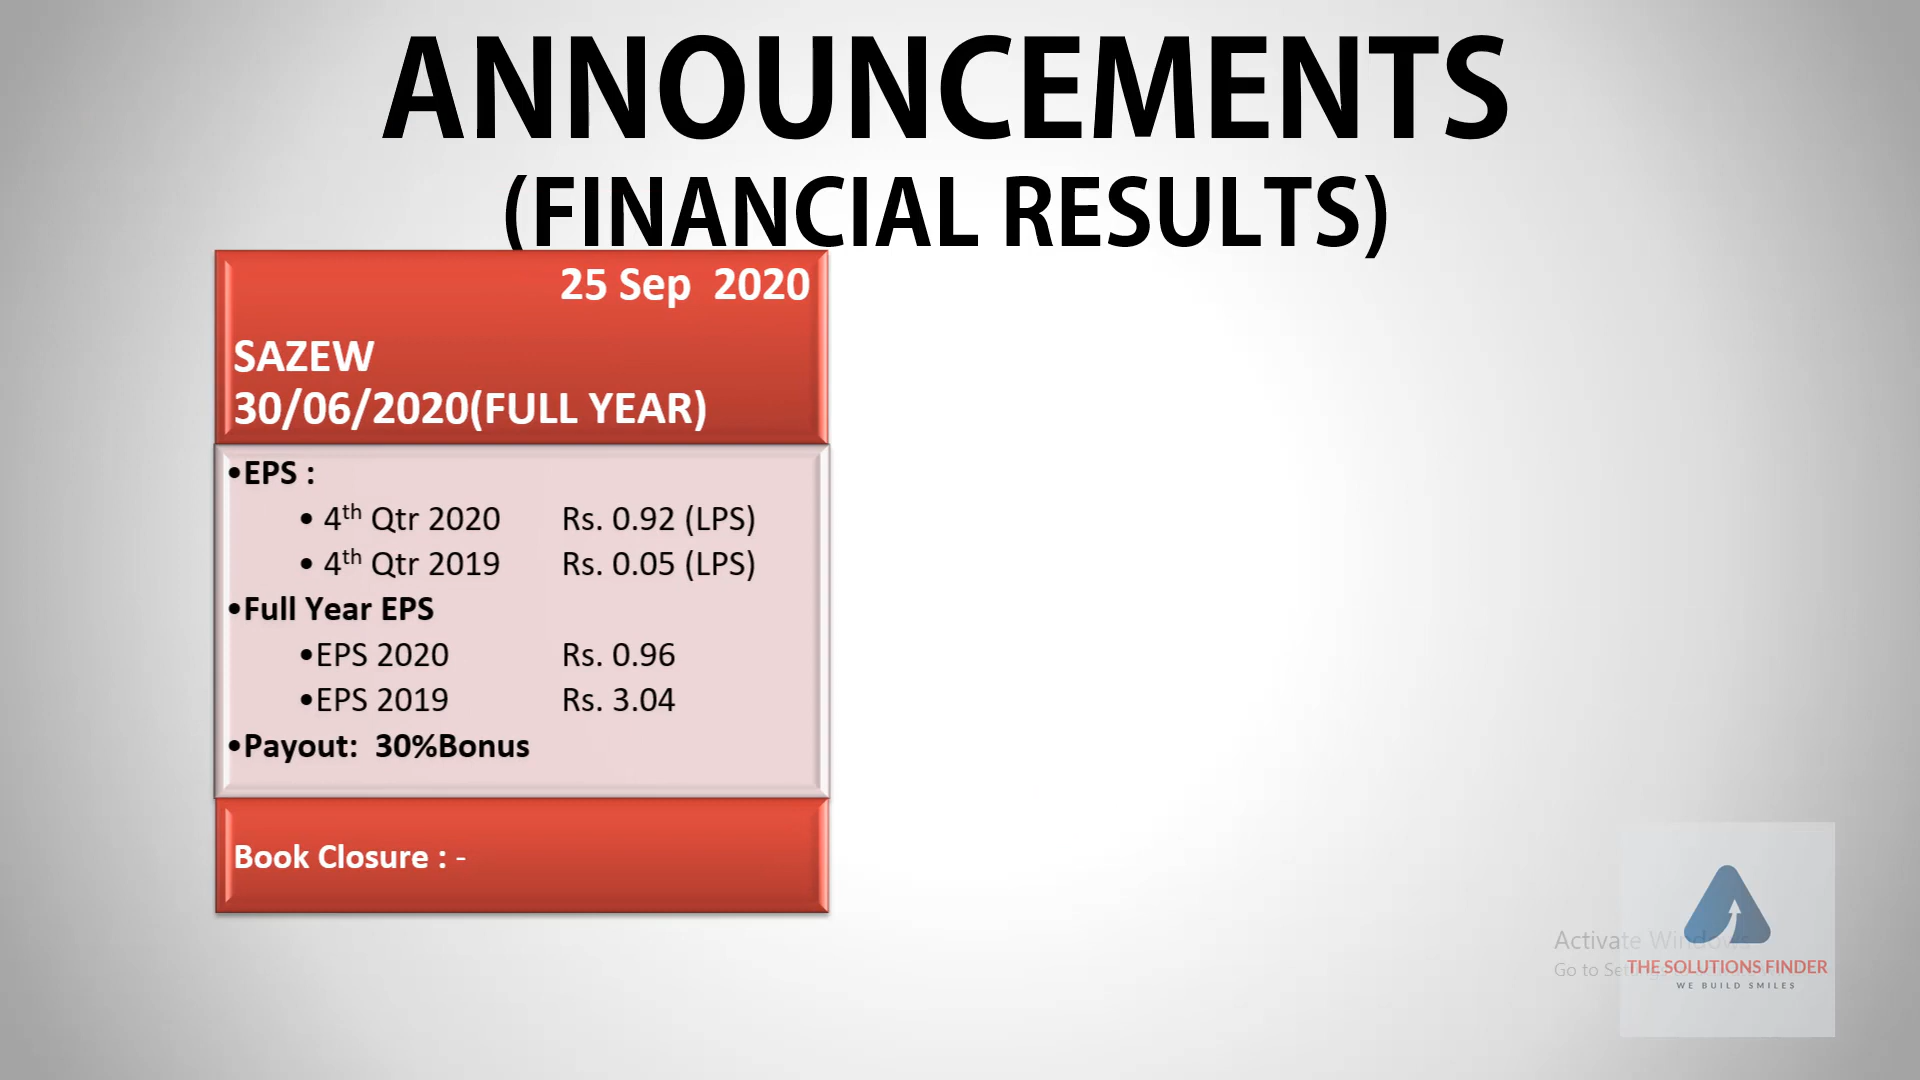 ANNOUNCEMENTS
(FINANCIAL RESULTS)
25 Sep 2020
SAZEW
30/06/2020(FULL YEAR)
•EPS :
• 4th Qtr 2020 Rs. 0.92 (LPS)
• 4th Qtr 2019 Rs. 0.05 (LPS)
•Full Year EPS
•EPS 2020 Rs. 0.96
•EPS 2019 Rs. 3.04
•Payout: 30%Bonus
Book Closure : -
Activate Windows
Go to
THE SOLUTIONS FINDER
WE BUILD SMILES